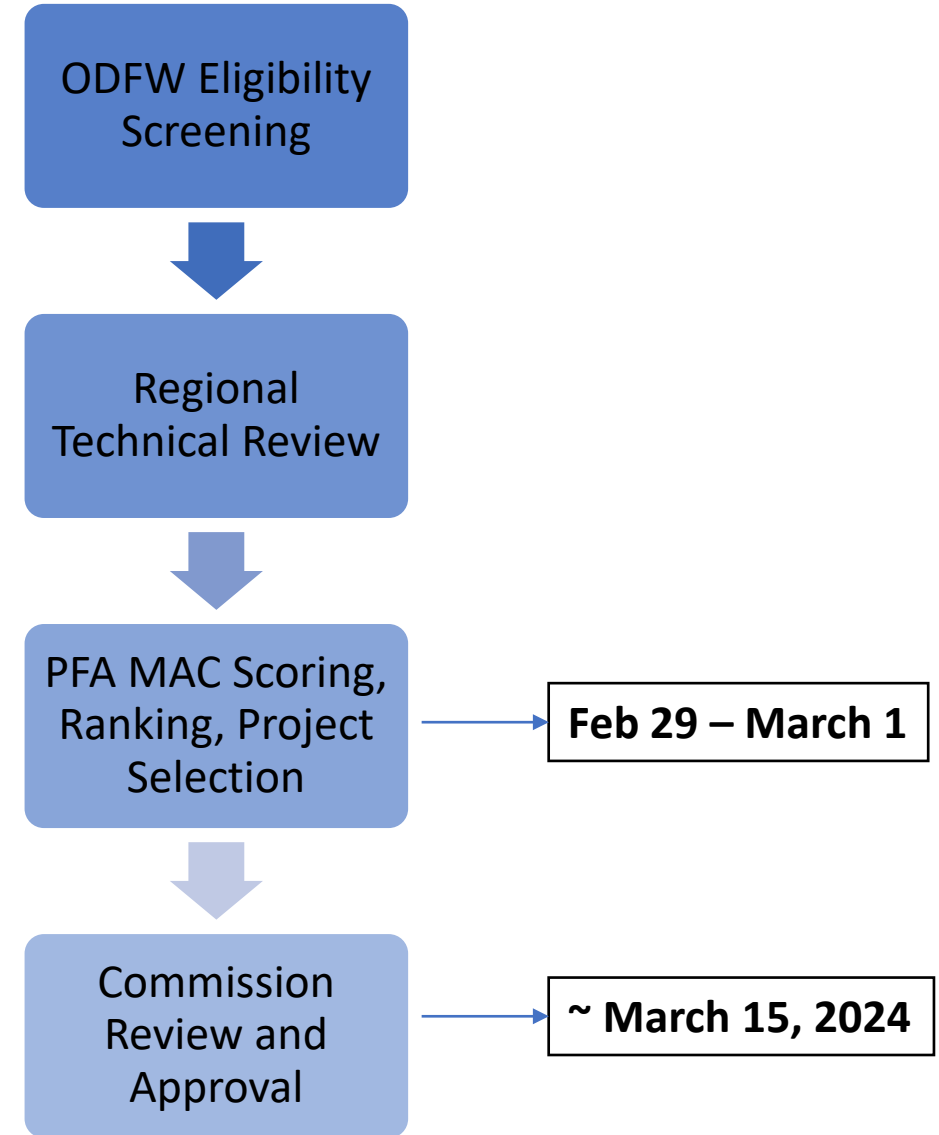 ODFW Eligibility
Screening
Regional
Technical Review
PFA MAC Scoring,
Ranking, Project
Selection
Feb 29 – March 1
Commission
Review and
Approval
~ March 15, 2024